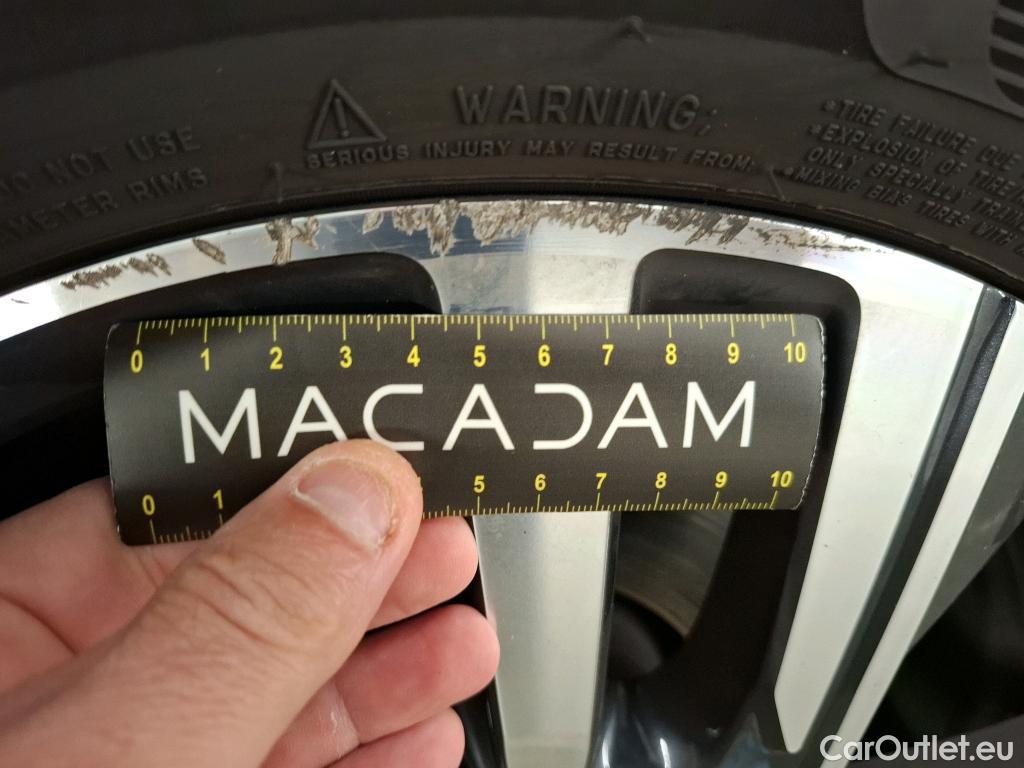 WARNING;
SERIOUS INJURY MAY RESULT FROM:
NOT USE
METER RIMS
•TIRE FAILURE DUE
•EXPLOSION OF TIRE
ONLY SPECIALLY
•MIXING BIAS TIRES WITH
0 1 2 3 4 5 6 7 8 9 10
MACADAM
0 1 5 6 7 8 9 10
CarOutlet.eu